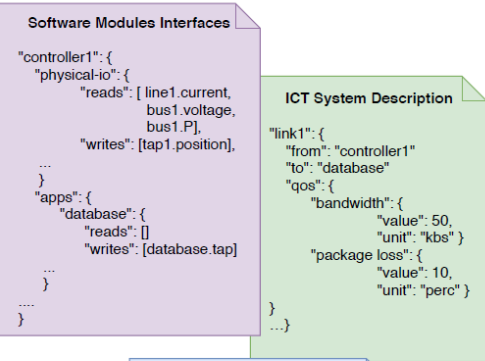 Software Modules Interfaces
"controller1": {
"physical-io": {
"reads": [ line1.current,
bus1.voltage,
bus1.P],
"writes": [tap1.position],
...
}
"apps": {
"database": {
"reads": []
"writes": [database.tap]
...
}
....
}
ICT System Description
"link1": {
"from": "controller1"
"to": "database"
"qos": {
"bandwidth": {
"value": 50,
"unit": "kbs" }
"package loss": {
"value": 10,
"unit": "perc" }
}
...}